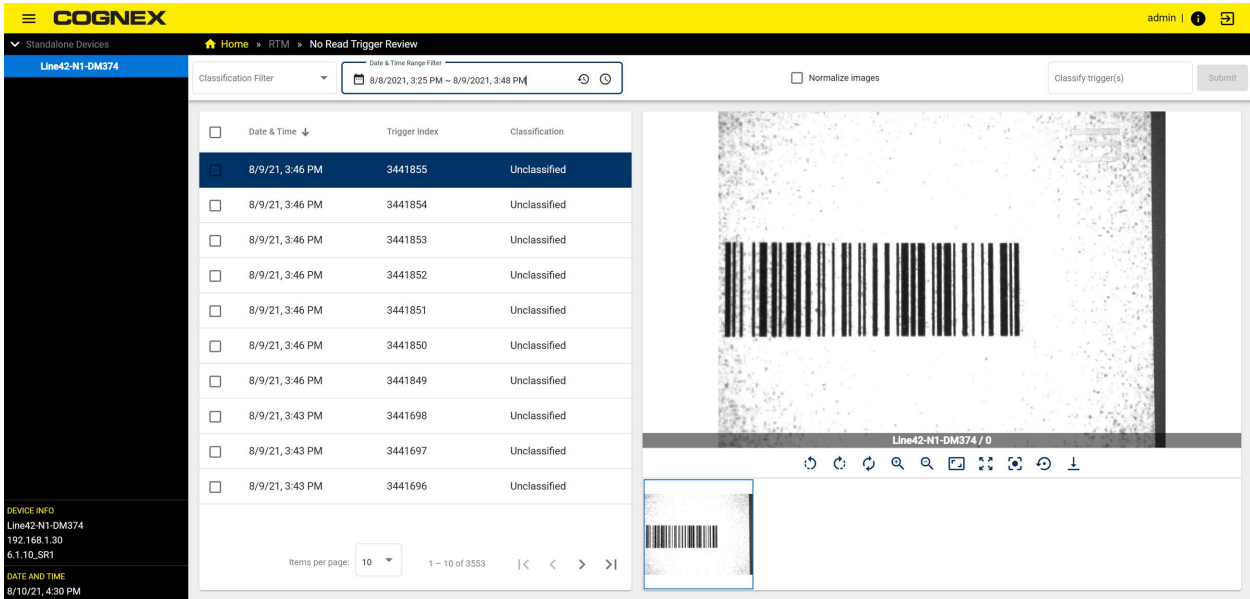 COGNEX
admin |
Standalone Devices
Home » RTM » No Read Trigger Review
Line42-N1-DM374
Classification Filter
Date & Time Range Filter
8/8/2021, 3:25 PM ~ 8/9/2021, 3:48 PM
Normalize images
Classify trigger(s)
Submit
Date & Time Trigger Index Classification
8/9/21, 3:46 PM 3441855 Unclassified
8/9/21, 3:46 PM 3441854 Unclassified
8/9/21, 3:46 PM 3441853 Unclassified
8/9/21, 3:46 PM 3441852 Unclassified
8/9/21, 3:46 PM 3441851 Unclassified
8/9/21, 3:46 PM 3441850 Unclassified
8/9/21, 3:46 PM 3441849 Unclassified
8/9/21, 3:43 PM 3441698 Unclassified
8/9/21, 3:43 PM 3441697 Unclassified
8/9/21, 3:43 PM 3441696 Unclassified
Items per page: 10 1 – 10 of 3553
Line42-N1-DM374 / 0
DEVICE INFO
Line42-N1-DM374
192.168.1.30
6.1.10_SR1
DATE AND TIME
8/10/21, 4:30 PM